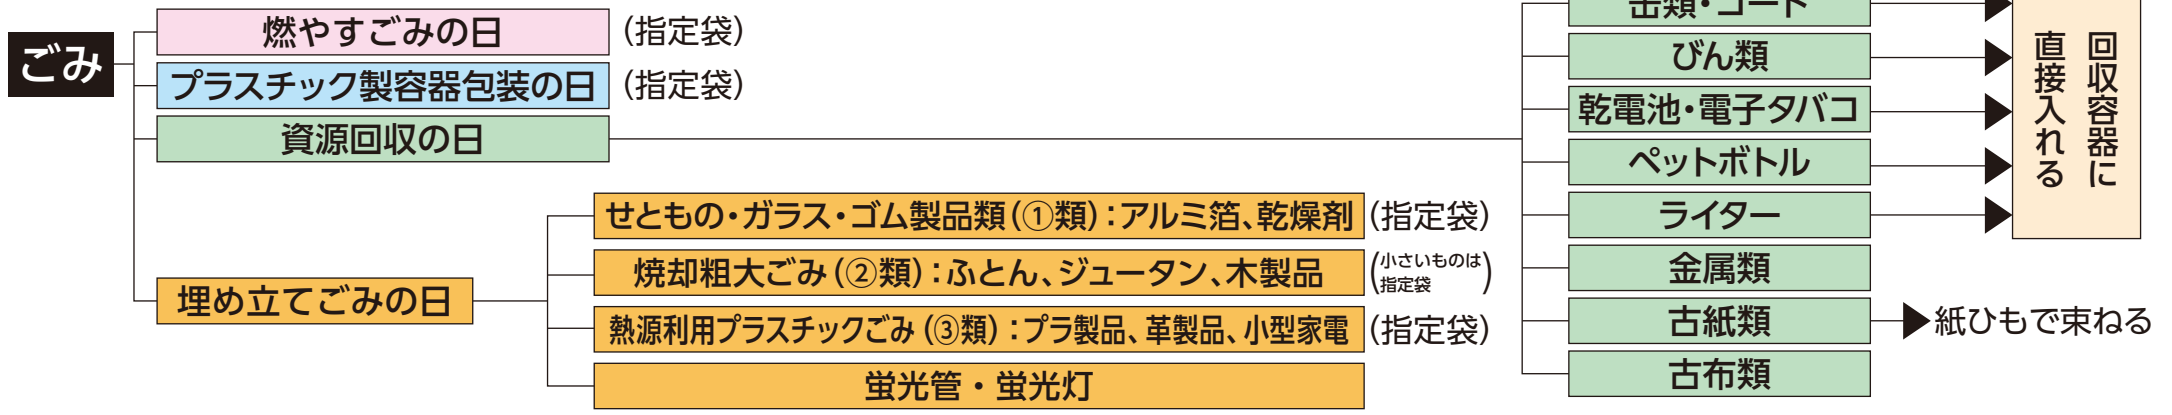 ごみ
燃やすごみの日 (指定袋)
プラスチック製容器包装の日 (指定袋)
資源回収の日
埋め立てごみの日
せともの・ガラス・ゴム製品類(①類):アルミ箔、乾燥剤 (指定袋)
焼却粗大ごみ(②類):ふとん、ジュータン、木製品 (小さいものは
指定袋)
熱源利用プラスチックごみ(③類):プラ製品、革製品、小型家電 (指定袋)
蛍光管・蛍光灯
缶類・コード
びん類
乾電池・電子タバコ
ペットボトル
ライター
金属類
古紙類
古布類
回収容器に
直接入れる
紙ひもで束ねる